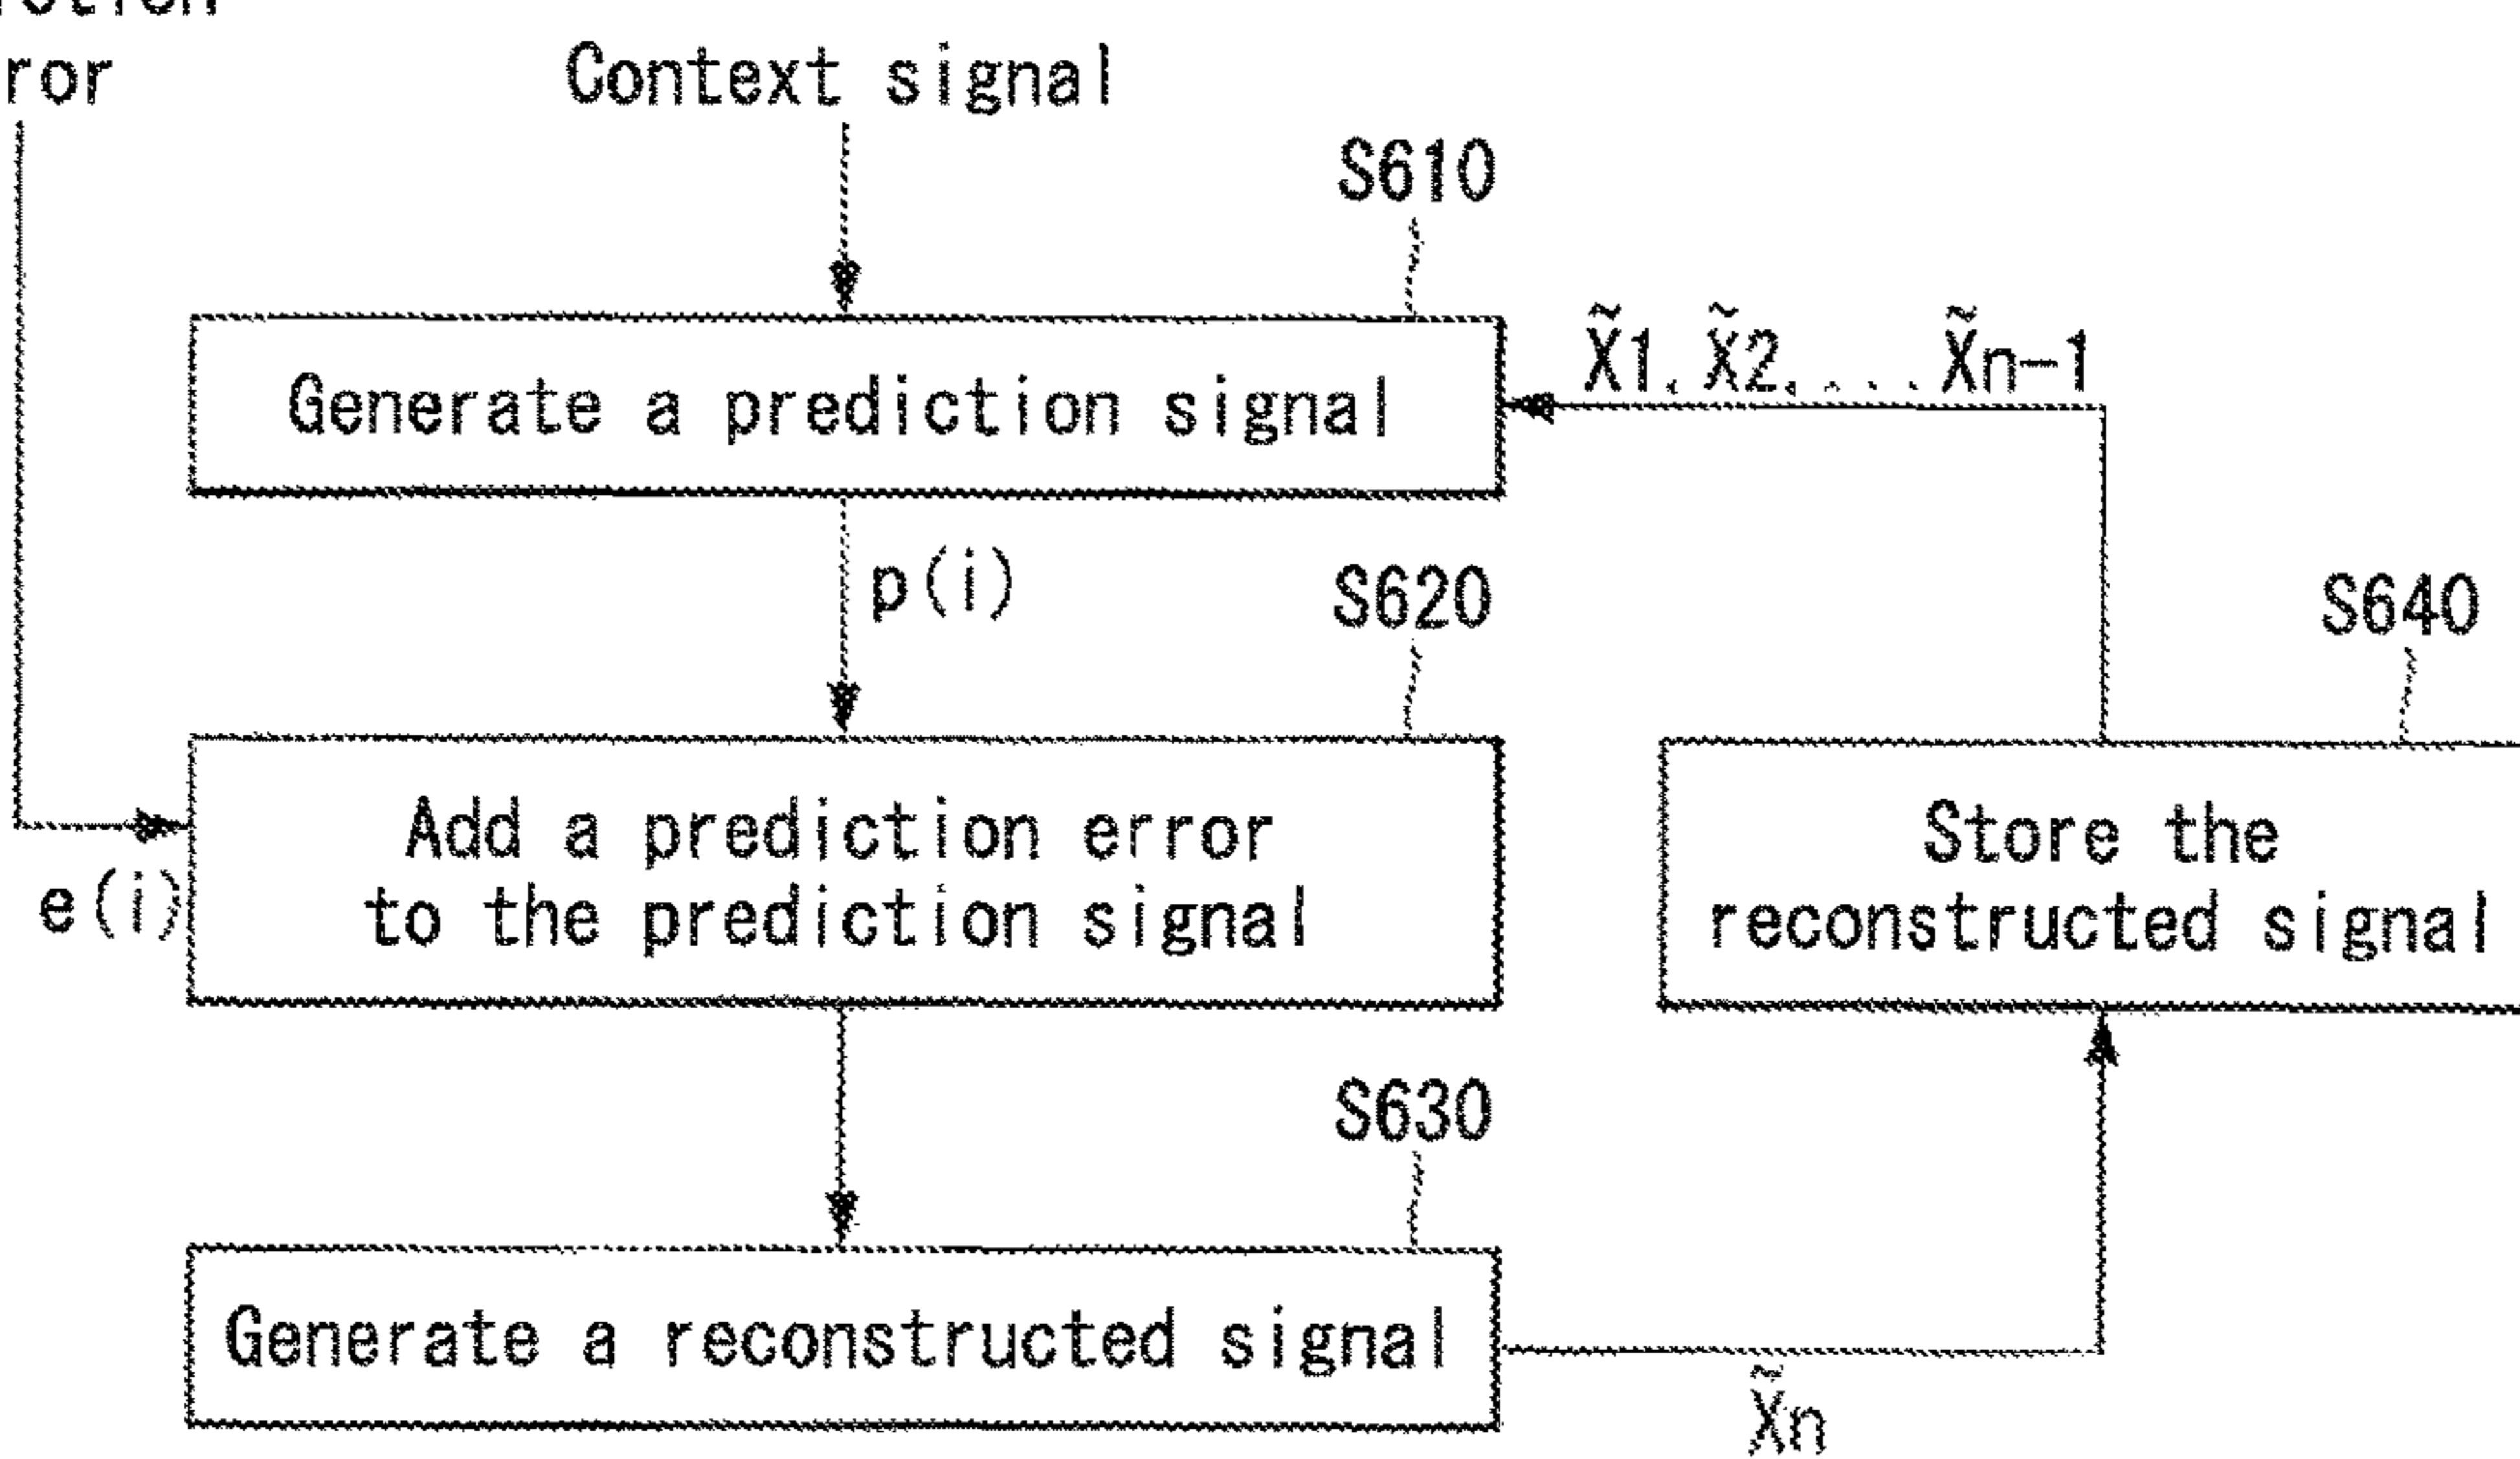 ror
Context signal
S610
X̃1, X̃2, ... X̃n-1
Generate a prediction signal
p(i)
S620
S640
Add a prediction error
to the prediction signal
e(i)
Store the
reconstructed signal
S630
Generate a reconstructed signal
X̃n